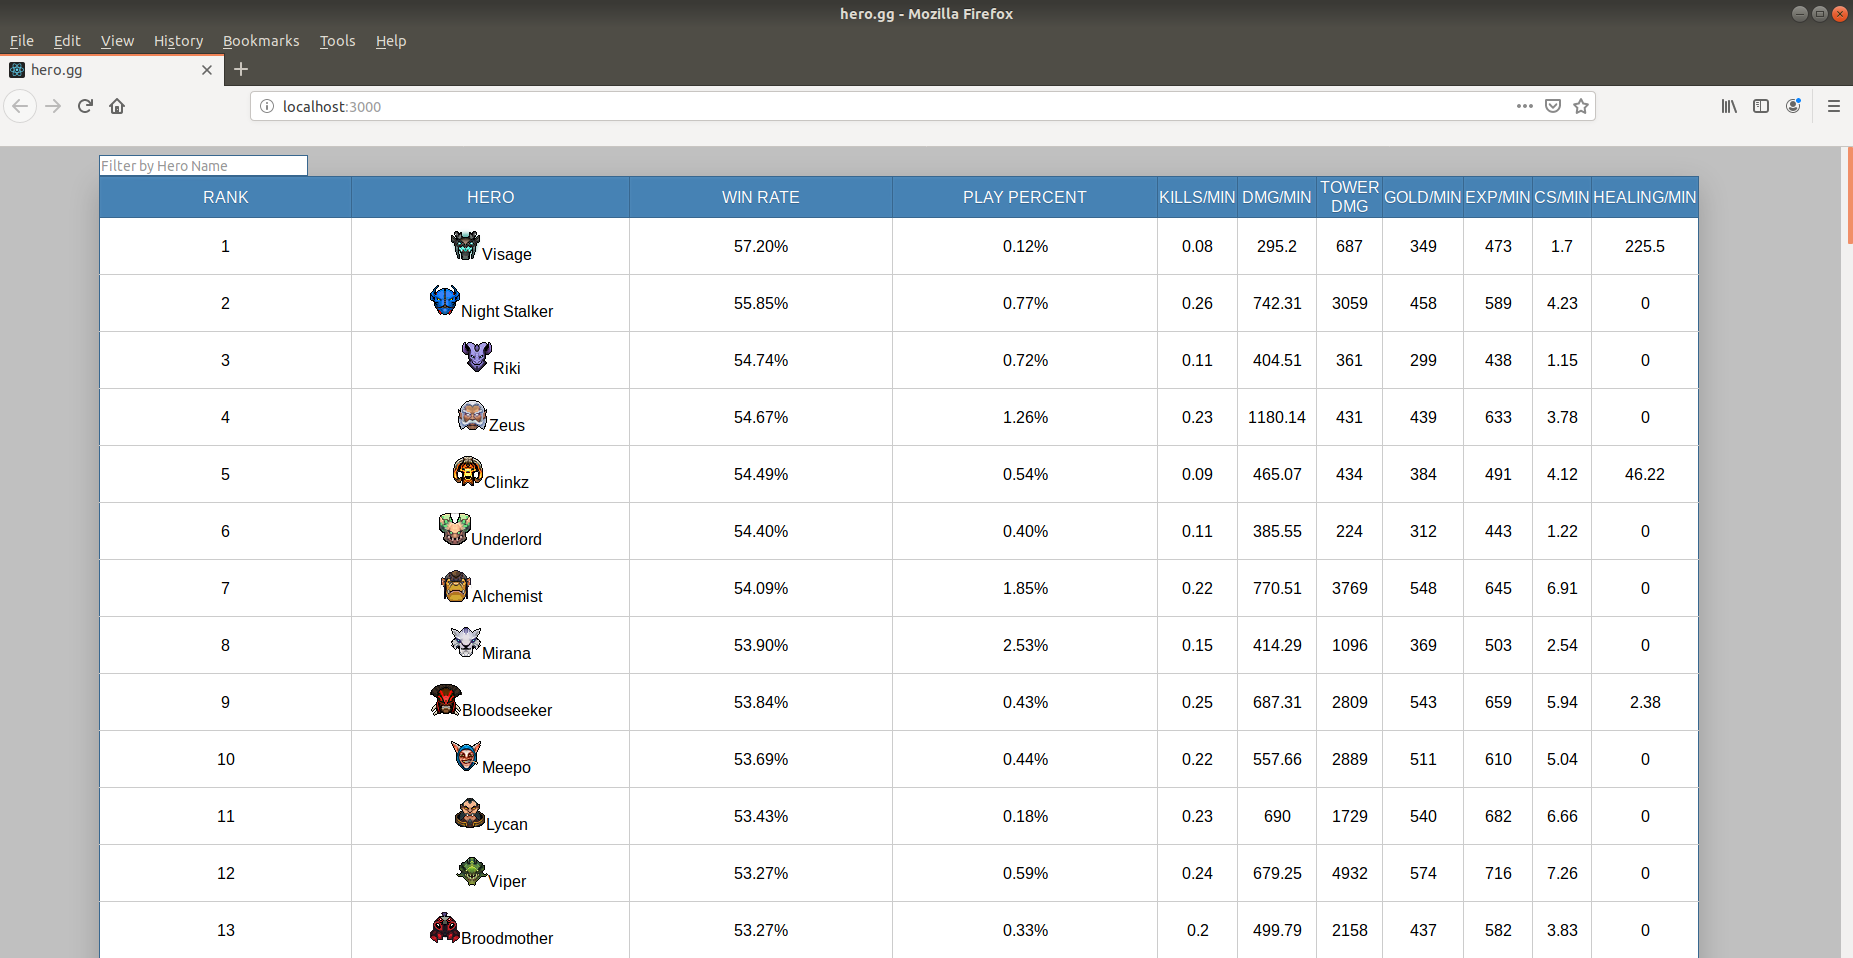 hero.gg - Mozilla Firefox
File Edit View History Bookmarks Tools Help
hero.gg
localhost:3000
Filter by Hero Name
RANK HERO WIN RATE PLAY PERCENT KILLS/MIN DMG/MIN TOWER DMG GOLD/MIN EXP/MIN CS/MIN HEALING/MIN
1 Visage 57.20% 0.12% 0.08 295.2 687 349 473 1.7 225.5
2 Night Stalker 55.85% 0.77% 0.26 742.31 3059 458 589 4.23 0
3 Riki 54.74% 0.72% 0.11 404.51 361 299 438 1.15 0
4 Zeus 54.67% 1.26% 0.23 1180.14 431 439 633 3.78 0
5 Clinkz 54.49% 0.54% 0.09 465.07 434 384 491 4.12 46.22
6 Underlord 54.40% 0.40% 0.11 385.55 224 312 443 1.22 0
7 Alchemist 54.09% 1.85% 0.22 770.51 3769 548 645 6.91 0
8 Mirana 53.90% 2.53% 0.15 414.29 1096 369 503 2.54 0
9 Bloodseeker 53.84% 0.43% 0.25 687.31 2809 543 659 5.94 2.38
10 Meepo 53.69% 0.44% 0.22 557.66 2889 511 610 5.04 0
11 Lycan 53.43% 0.18% 0.23 690 1729 540 682 6.66 0
12 Viper 53.27% 0.59% 0.24 679.25 4932 574 716 7.26 0
13 Broodmother 53.27% 0.33% 0.2 499.79 2158 437 582 3.83 0